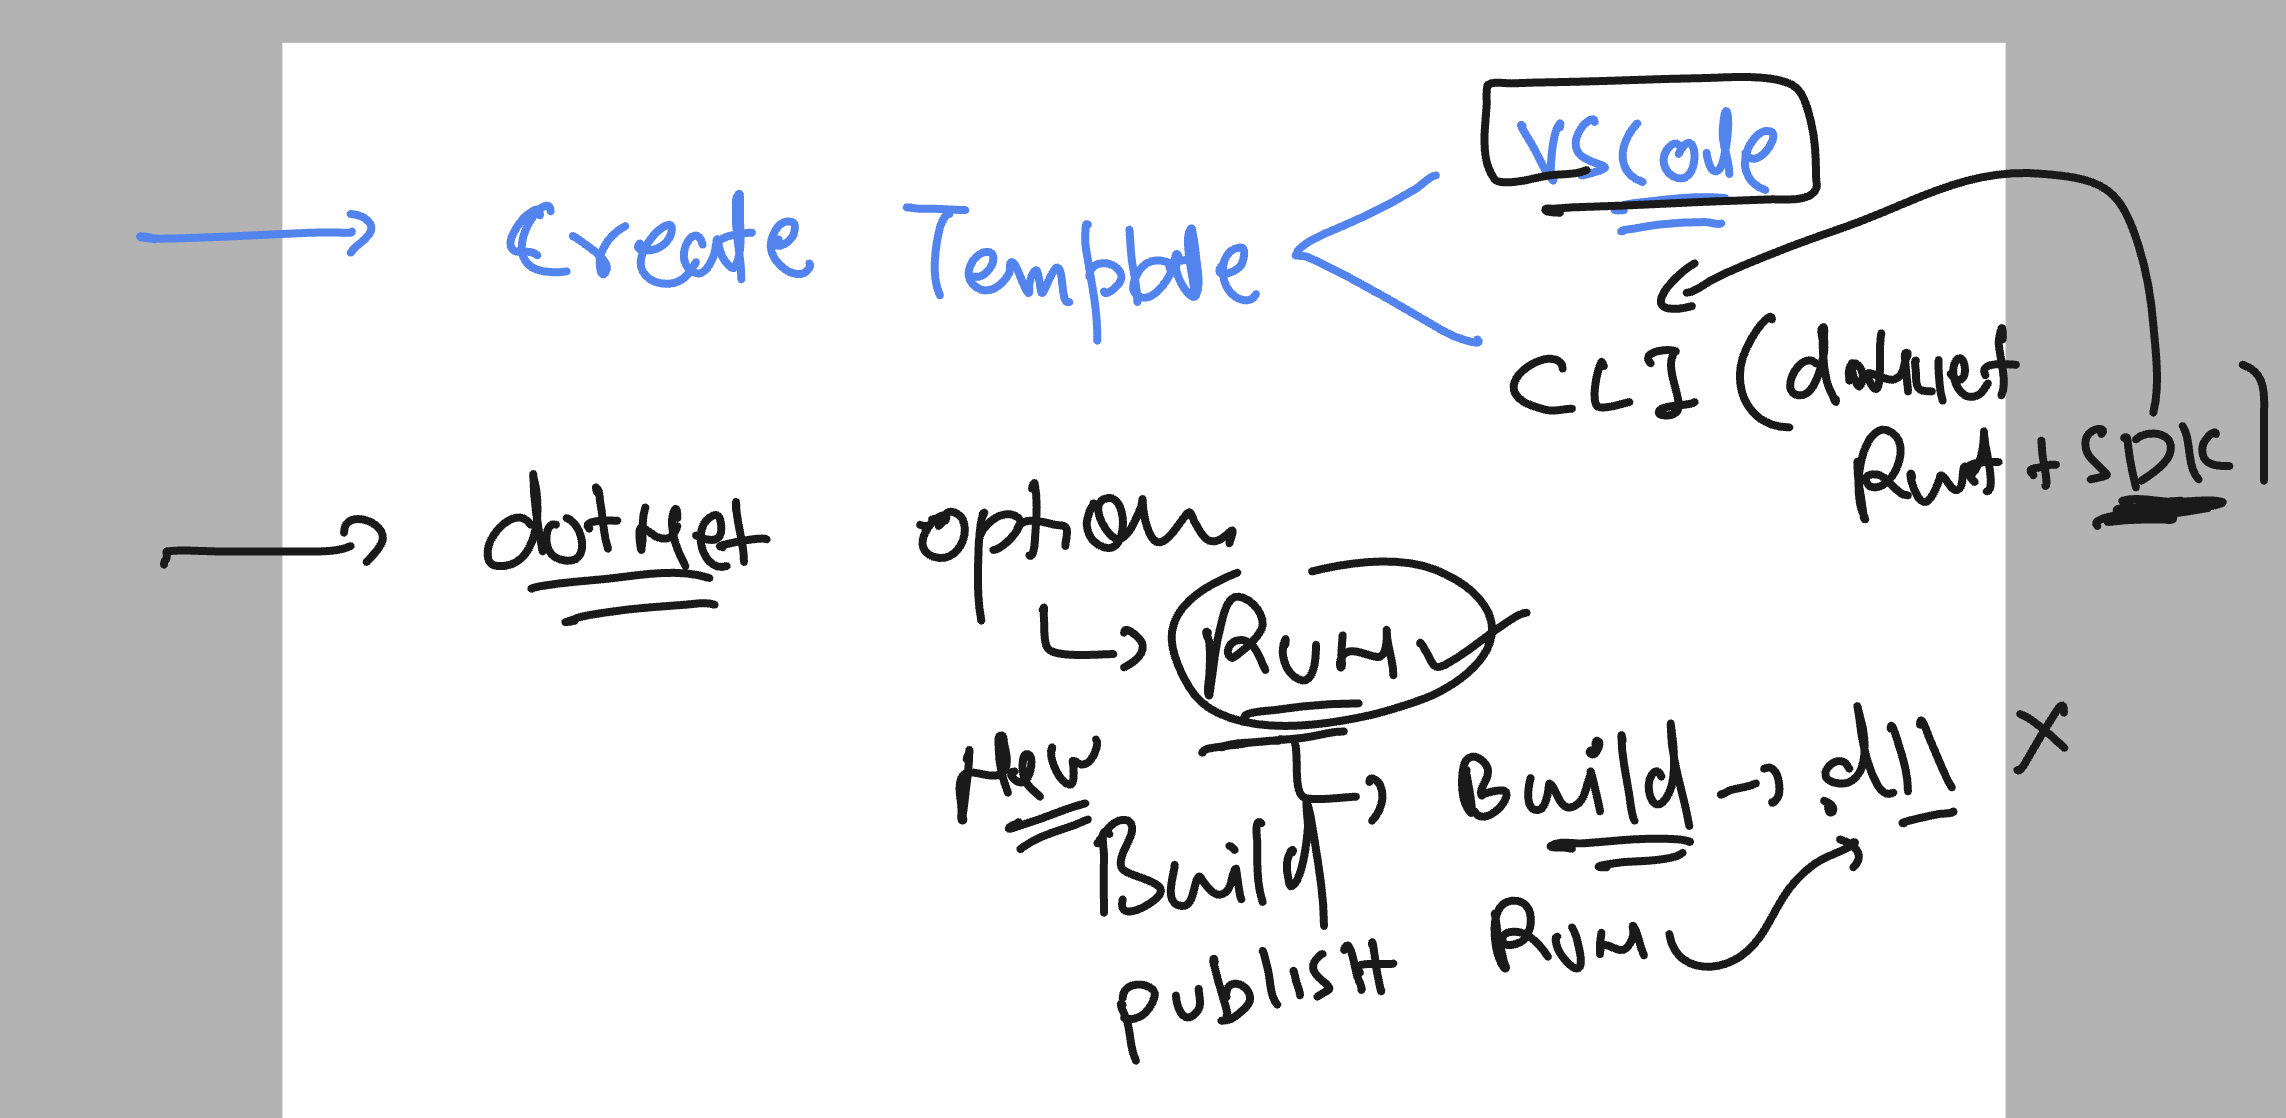 VSCode
Create Template
CLI (dotnet
Runt + SDK)
dotnet option
Run
New
Build → .dll X
Build
Run
publish